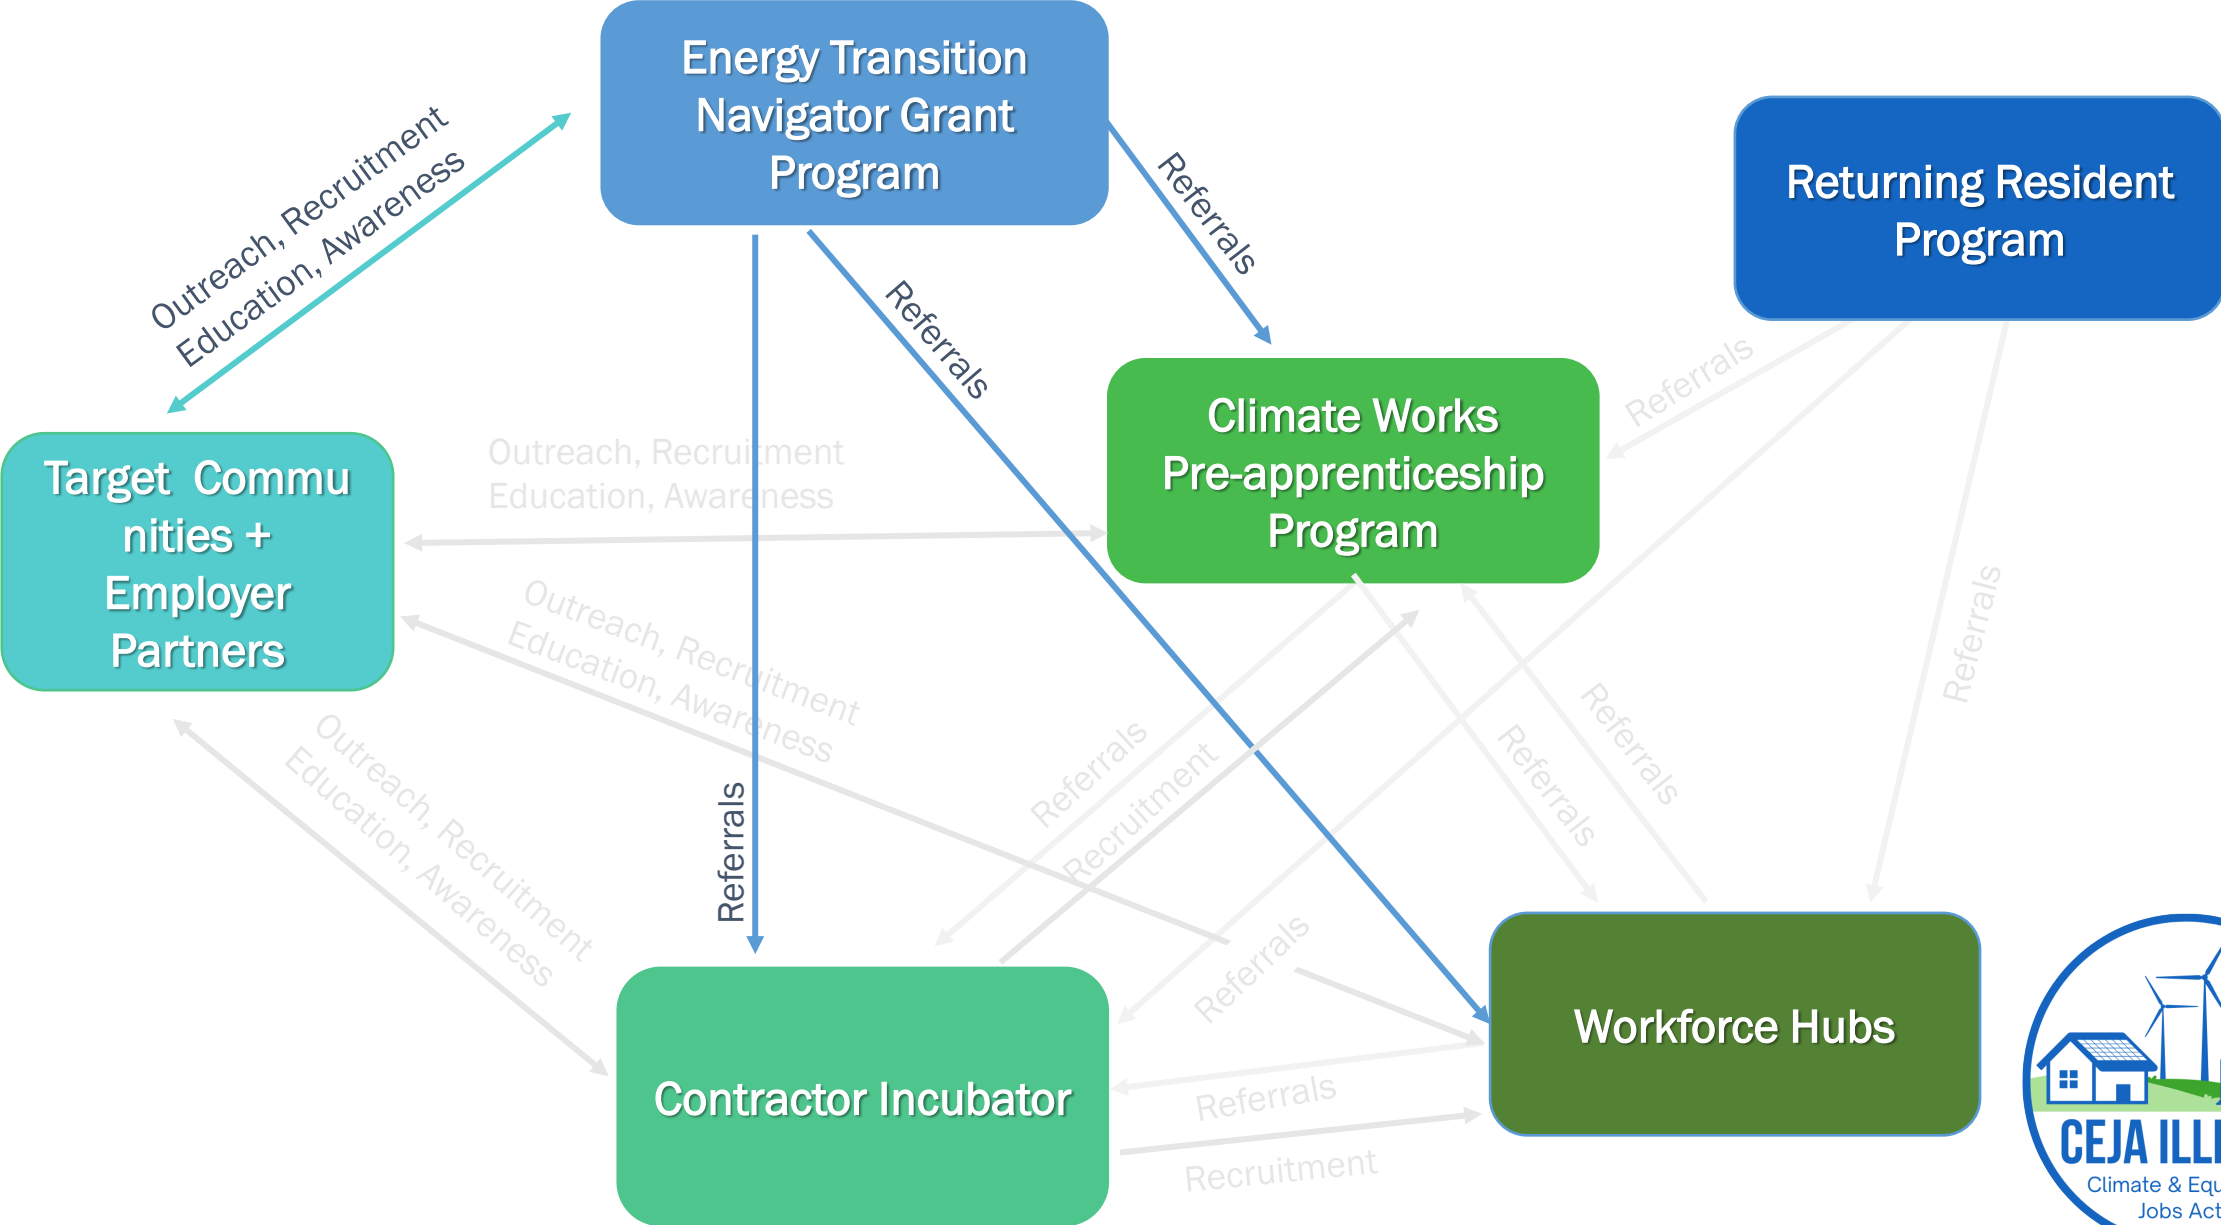 Energy Transition
Navigator Grant
Program
Returning Resident
Program
Outreach, Recruitment
Education, Awareness
Referrals
Referrals
Referrals
Climate Works
Pre-apprenticeship
Program
Target  Commu
nities +
Employer
Partners
Outreach, Recruitment
Education, Awareness
Outreach, Recruitment
Education, Awareness
Referrals
Referrals
Referrals
Outreach, Recruitment
Education, Awareness
Referrals
Recruitment
Referrals
Referrals
Contractor Incubator
Workforce Hubs
Referrals
Recruitment
CEJA ILLI
Climate & Equ
Jobs Act